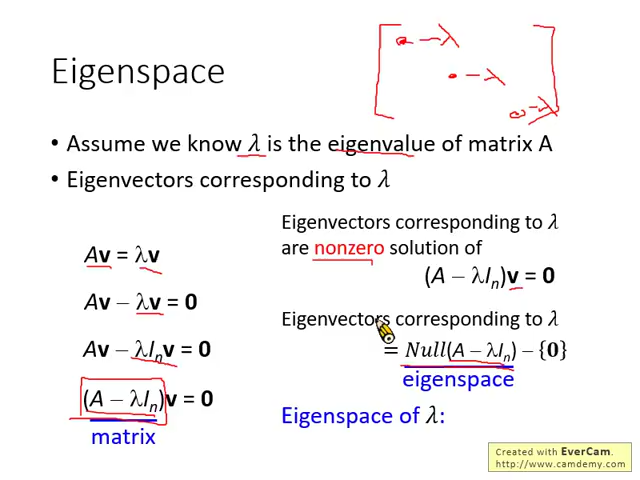 Eigenspace
− λ
− λ
− λ
• Assume we know λ is the eigenvalue of matrix A
• Eigenvectors corresponding to λ
Av = λv
Av − λv = 0
Av − λIₙv = 0
(A − λIₙ)v = 0
matrix
Eigenvectors corresponding to λ
are nonzero solution of
(A − λIₙ)v = 0
Eigenvectors corresponding to λ
= Null(A − λIₙ) − {0}
eigenspace
Eigenspace of λ:
Created with EverCam.
http://www.camdemy.com